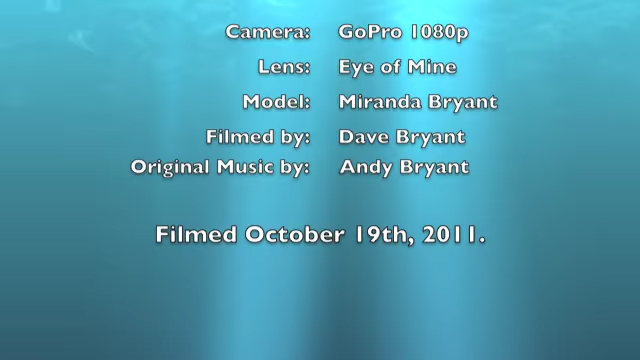 Camera: GoPro 1080p
Lens: Eye of Mine
Model: Miranda Bryant
Filmed by: Dave Bryant
Original Music by: Andy Bryant
Filmed October 19th, 2011.